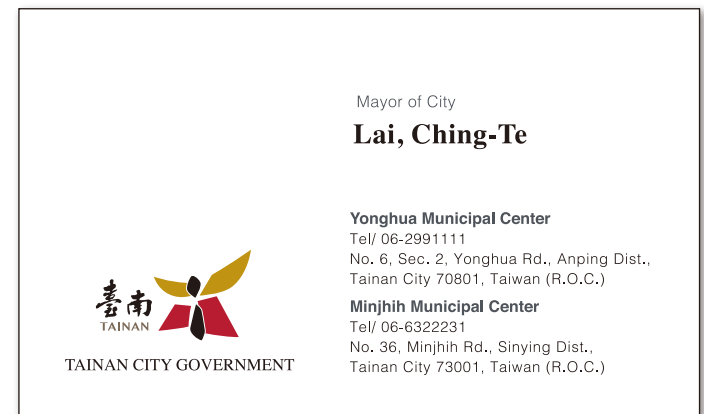 Mayor of City
Lai, Ching-Te
Yonghua Municipal Center
Tel/ 06-2991111
No. 6, Sec. 2, Yonghua Rd., Anping Dist.,
Tainan City 70801, Taiwan (R.O.C.)
Minjhih Municipal Center
Tel/ 06-6322231
No. 36, Minjhih Rd., Sinying Dist.,
Tainan City 73001, Taiwan (R.O.C.)
臺南
TAINAN
TAINAN CITY GOVERNMENT